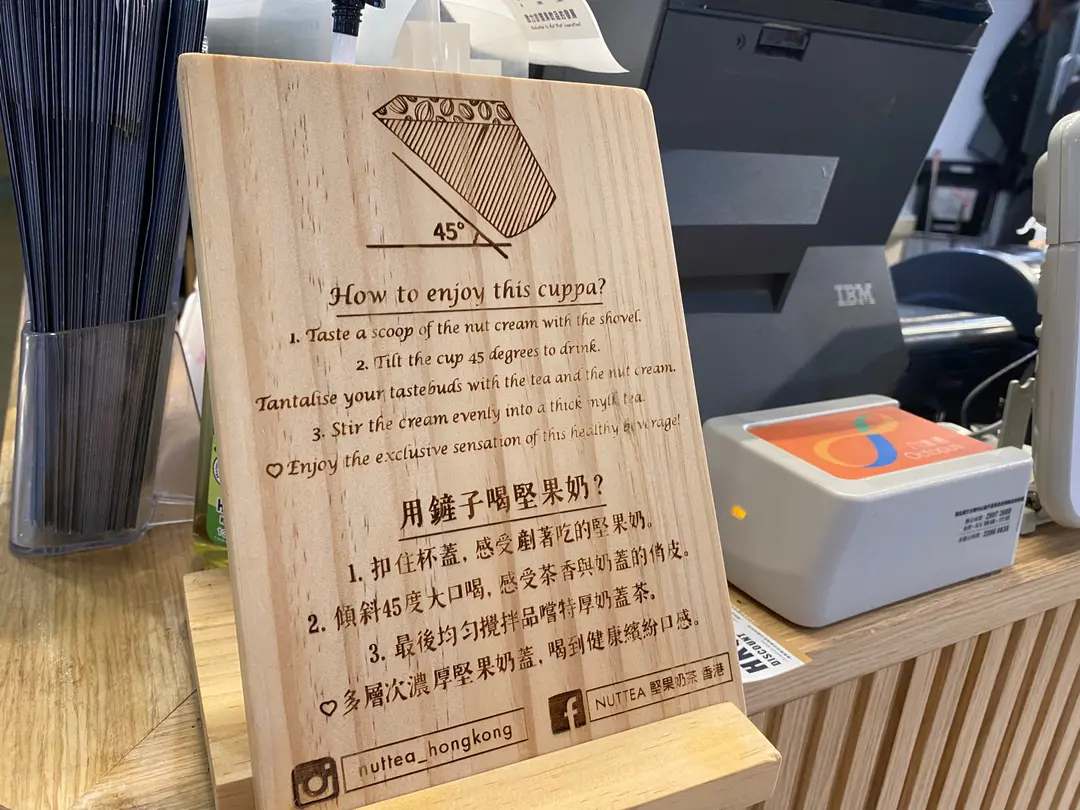 45°
How to enjoy this cuppa?
1. Taste a scoop of the nut cream with the shovel.
2. Tilt the cup 45 degrees to drink.
Tantalise your tastebuds with the tea and the nut cream.
3. Stir the cream evenly into a thick mylk tea.
♡ Enjoy the exclusive sensation of this healthy beverage!
用鏟子喝堅果奶？
1. 扣住杯蓋，感受剷著吃的堅果奶。
2. 傾斜45度大口喝，感受茶香與奶蓋的俏皮。
3. 最後均勻攪拌品嚐特厚奶蓋茶。
♡多層次濃厚堅果奶蓋，喝到健康繽紛口感。
nuttea_hongkong
NUTTEA 堅果奶茶 香港
IBM
八達通
Octopus
DISCOUNT